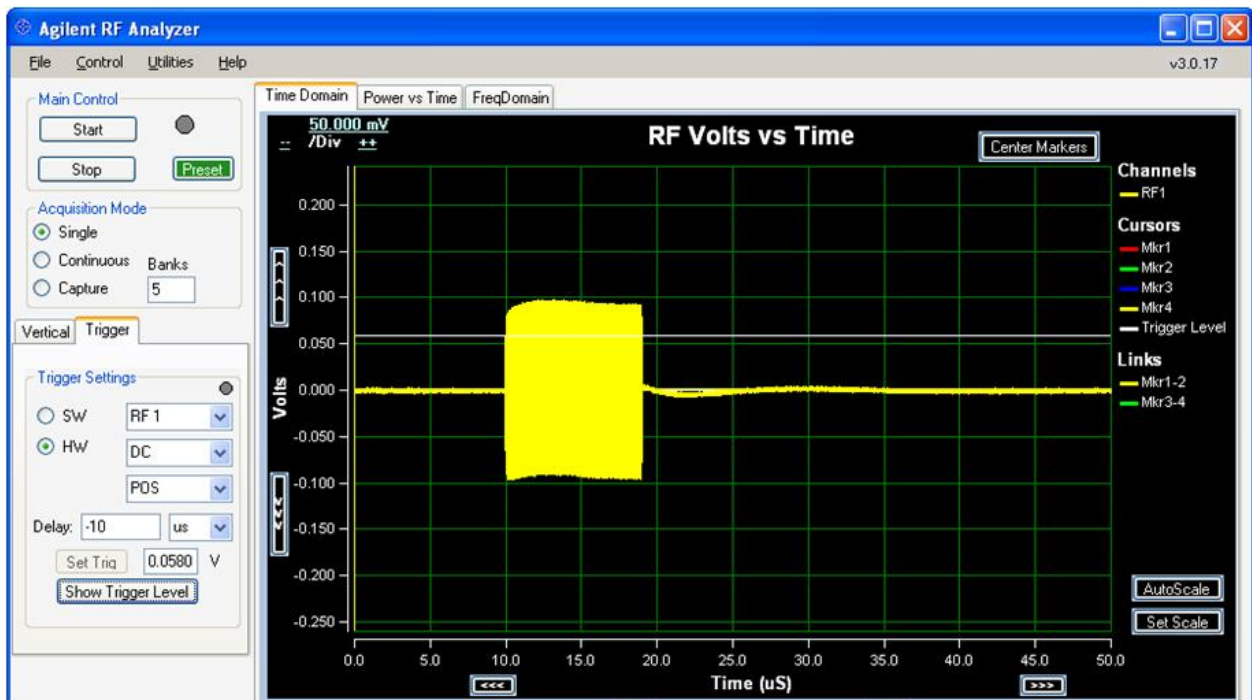 Agilent RF Analyzer
File Control Utilities Help
v3.0.17
Main Control
Start
Stop
Preset
Acquisition Mode
Single
Continuous
Banks
Capture
5
Vertical
Trigger
Trigger Settings
SW
RF 1
HW
DC
POS
Delay:
-10
us
Set Trig
0.0580
V
Show Trigger Level
Time Domain
Power vs Time
FreqDomain
50.000 mV
-- /Div ++
RF Volts vs Time
Center Markers
Channels
RF1
Cursors
Mkr1
Mkr2
Mkr3
Mkr4
Trigger Level
Links
Mkr1-2
Mkr3-4
0.200
0.150
0.100
0.050
0.000
-0.050
-0.100
-0.150
-0.200
-0.250
Volts
<<<
<<<
AutoScale
Set Scale
0.0 5.0 10.0 15.0 20.0 25.0 30.0 35.0 40.0 45.0 50.0
<<<
Time (uS)
>>>